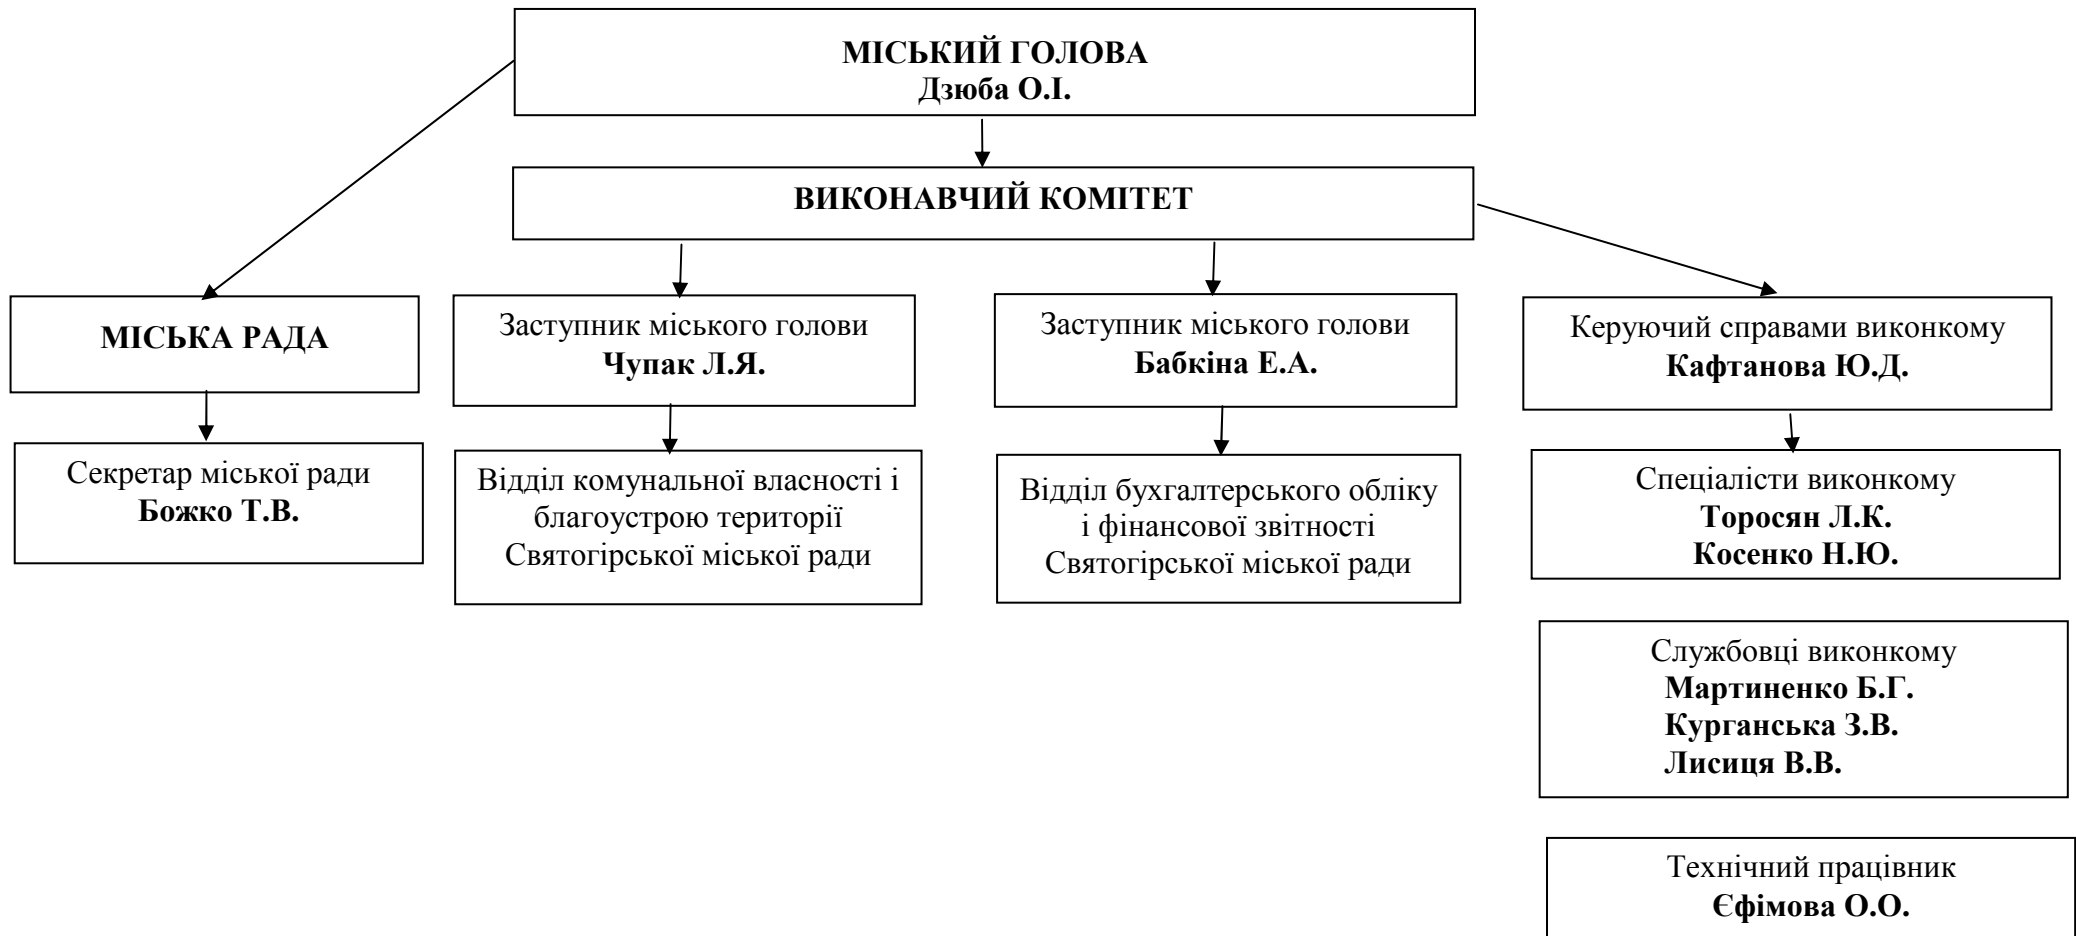 МІСЬКИЙ ГОЛОВА
Дзюба О.І.
ВИКОНАВЧИЙ КОМІТЕТ
МІСЬКА РАДА
Заступник міського голови
Чупак Л.Я.
Заступник міського голови
Бабкіна Е.А.
Керуючий справами виконкому
Кафтанова Ю.Д.
Секретар міської ради
Божко Т.В.
Відділ комунальної власності і
благоустрою території
Святогірської міської ради
Відділ бухгалтерського обліку
і фінансової звітності
Святогірської міської ради
Спеціалісти виконкому
Торосян Л.К.
Косенко Н.Ю.
Службовці виконкому
Мартиненко Б.Г.
Курганська З.В.
Лисиця В.В.
Технічний працівник
Єфімова О.О.